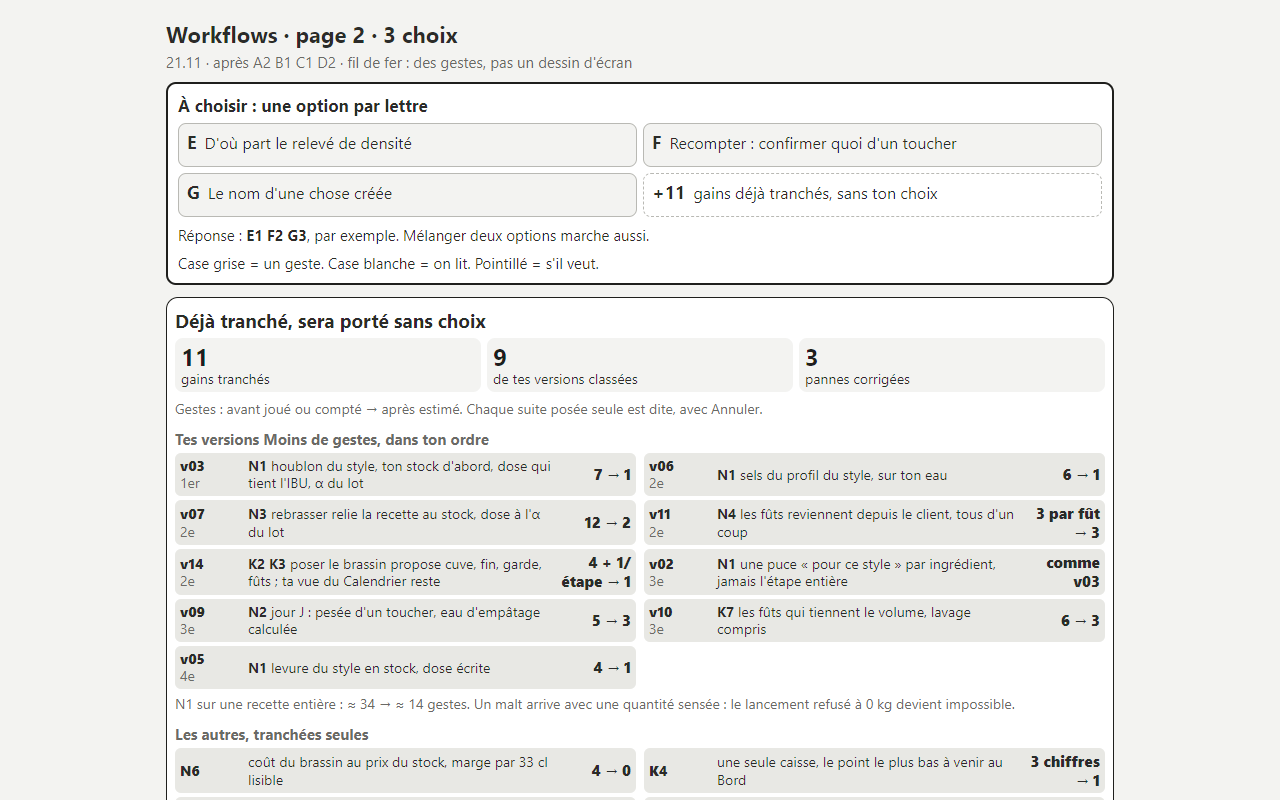 Workflows · page 2 · 3 choix
21.11 · après A2 B1 C1 D2 · fil de fer : des gestes, pas un dessin d'écran
À choisir : une option par lettre
E D'où part le relevé de densité
F Recompter : confirmer quoi d'un toucher
G Le nom d'une chose créée
+11 gains déjà tranchés, sans ton choix
Réponse : E1 F2 G3, par exemple. Mélanger deux options marche aussi.
Case grise = un geste. Case blanche = on lit. Pointillé = s'il veut.
Déjà tranché, sera porté sans choix
11
gains tranchés
9
de tes versions classées
3
pannes corrigées
Gestes : avant joué ou compté → après estimé. Chaque suite posée seule est dite, avec Annuler.
Tes versions Moins de gestes, dans ton ordre
v03
1er
N1 houblon du style, ton stock d'abord, dose qui
tient l'IBU, α du lot
7 → 1
v06
2e
N1 sels du profil du style, sur ton eau
6 → 1
v07
2e
N3 rebrasser relie la recette au stock, dose à l'α
du lot
12 → 2
v11
2e
N4 les fûts reviennent depuis le client, tous d'un
coup
3 par fût
→ 3
v14
2e
K2 K3 poser le brassin propose cuve, fin, garde,
fûts ; ta vue du Calendrier reste
4 + 1/
étape → 1
v02
3e
N1 une puce « pour ce style » par ingrédient,
jamais l'étape entière
comme
v03
v09
3e
N2 jour J : pesée d'un toucher, eau d'empâtage
calculée
5 → 3
v10
3e
K7 les fûts qui tiennent le volume, lavage
compris
6 → 3
v05
4e
N1 levure du style en stock, dose écrite
4 → 1
N1 sur une recette entière : ≈ 34 → ≈ 14 gestes. Un malt arrive avec une quantité sensée : le lancement refusé à 0 kg devient impossible.
Les autres, tranchées seules
N6
coût du brassin au prix du stock, marge par 33 cl
lisible
4 → 0
K4
une seule caisse, le point le plus bas à venir au
Bord
3 chiffres
→ 1